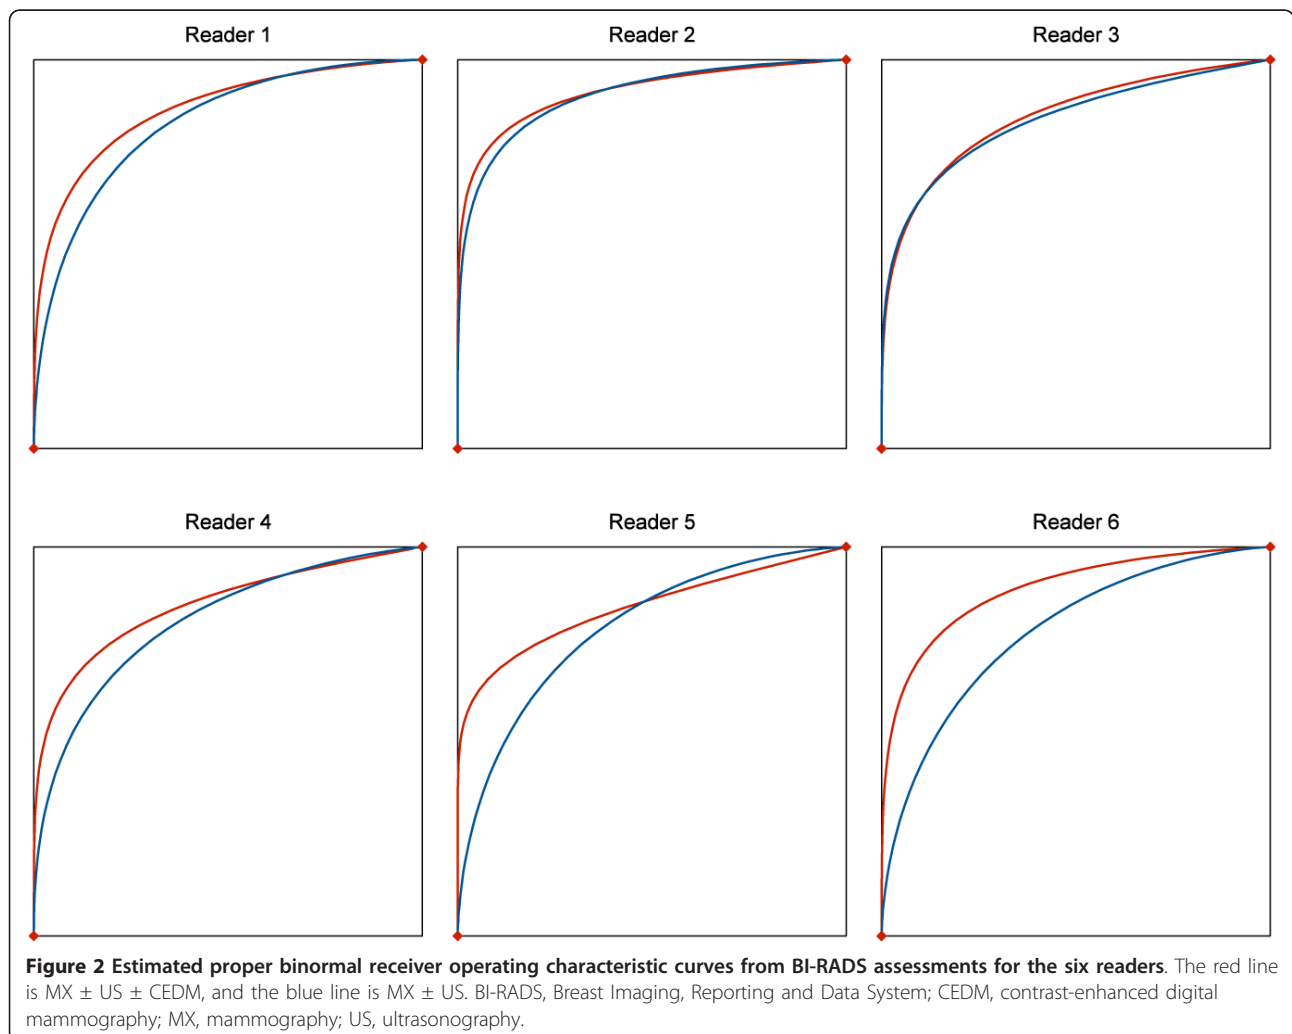 Reader 1
Reader 2
Reader 3
Reader 4
Reader 5
Reader 6
Figure 2 Estimated proper binormal receiver operating characteristic curves from BI-RADS assessments for the six readers. The red line
is MX ± US ± CEDM, and the blue line is MX ± US. BI-RADS, Breast Imaging, Reporting and Data System; CEDM, contrast-enhanced digital
mammography; MX, mammography; US, ultrasonography.